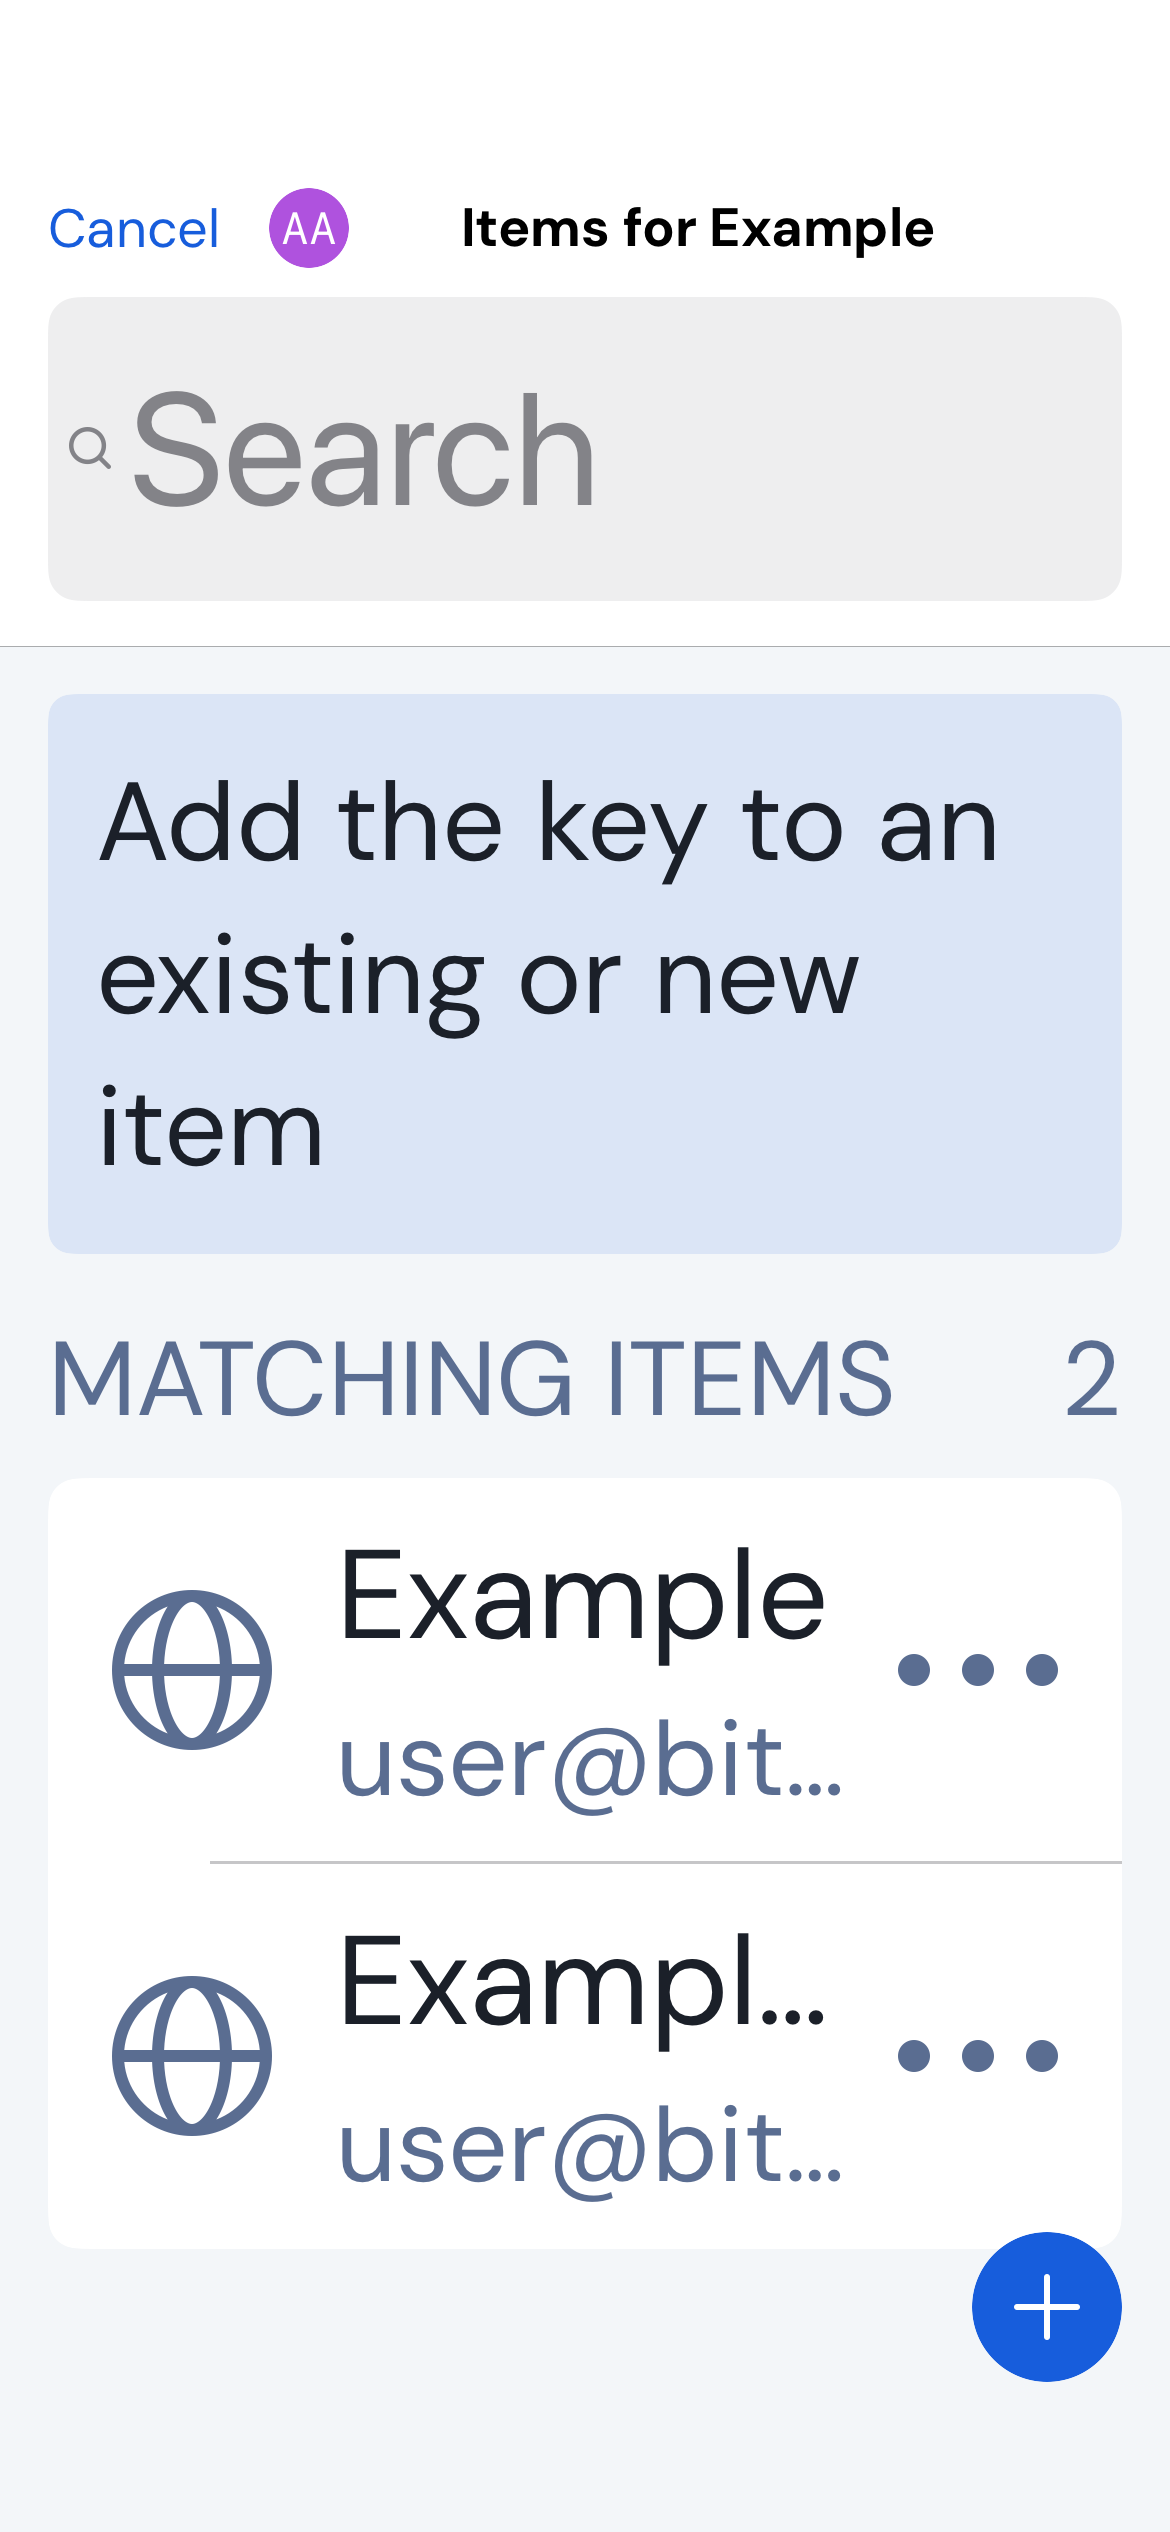 Cancel AA Items for Example
Search
Add the key to an
existing or new
item
MATCHING ITEMS 2
Example
user@bit...
Exampl...
user@bit...